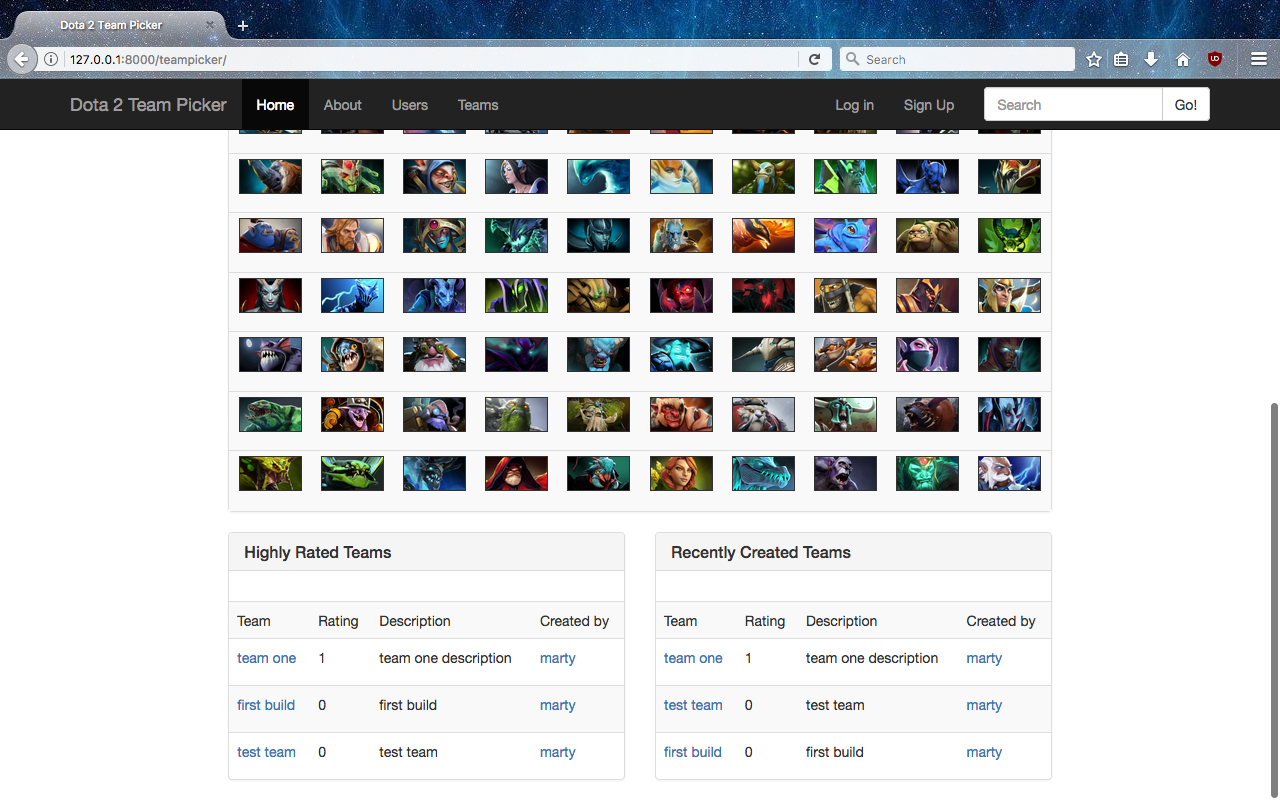 Dota 2 Team Picker
127.0.0.1:8000/teampicker/
Search
Dota 2 Team Picker Home About Users Teams Log in Sign Up Search Go!
Highly Rated Teams
Team Rating Description Created by
team one 1 team one description marty
first build 0 first build marty
test team 0 test team marty
Recently Created Teams
Team Rating Description Created by
team one 1 team one description marty
test team 0 test team marty
first build 0 first build marty